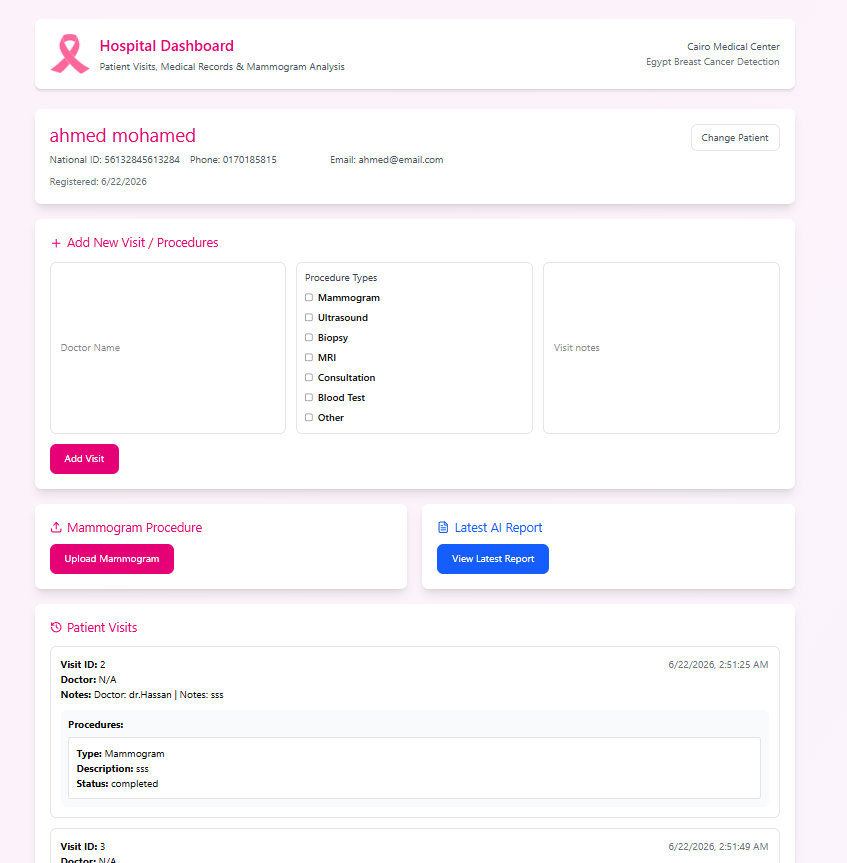 Hospital Dashboard
Patient Visits, Medical Records & Mammogram Analysis
Cairo Medical Center
Egypt Breast Cancer Detection
ahmed mohamed
National ID: 56132845613284 Phone: 0170185815 Email: ahmed@email.com
Registered: 6/22/2026
Change Patient
+ Add New Visit / Procedures
Doctor Name
Procedure Types
Mammogram
Ultrasound
Biopsy
MRI
Consultation
Blood Test
Other
Visit notes
Add Visit
Mammogram Procedure
Upload Mammogram
Latest AI Report
View Latest Report
Patient Visits
Visit ID: 2 6/22/2026, 2:51:25 AM
Doctor: N/A
Notes: Doctor: dr.Hassan | Notes: sss
Procedures:
Type: Mammogram
Description: sss
Status: completed
Visit ID: 3 6/22/2026, 2:51:49 AM
Doctor: N/A